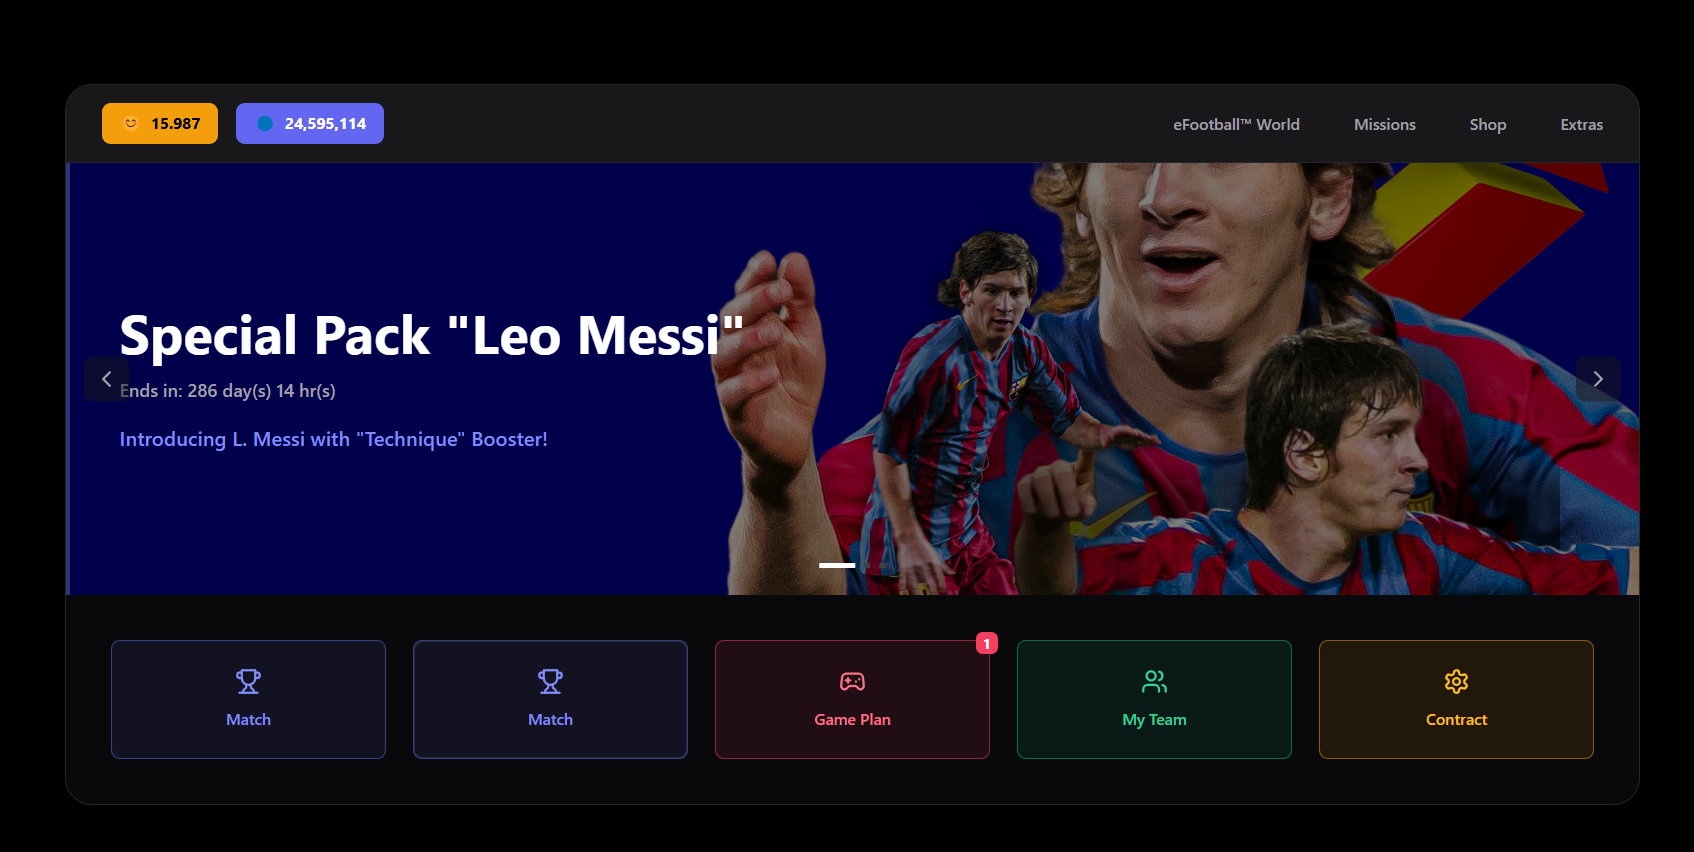 15.987
24,595,114
eFootball™ World
Missions
Shop
Extras
Special Pack "Leo Messi"
Ends in: 286 day(s) 14 hr(s)
Introducing L. Messi with "Technique" Booster!
1
Match
Match
Game Plan
My Team
Contract